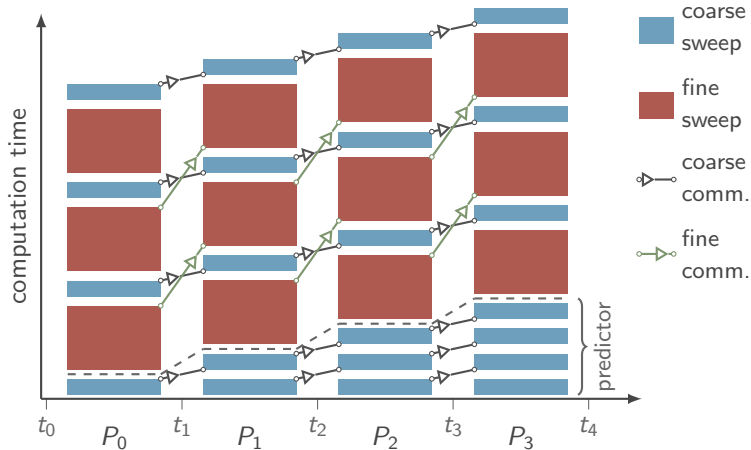 coarse
sweep
fine
sweep
coarse
comm.
fine
comm.
computation time
predictor
t0 P0 t1 P1 t2 P2 t3 P3 t4